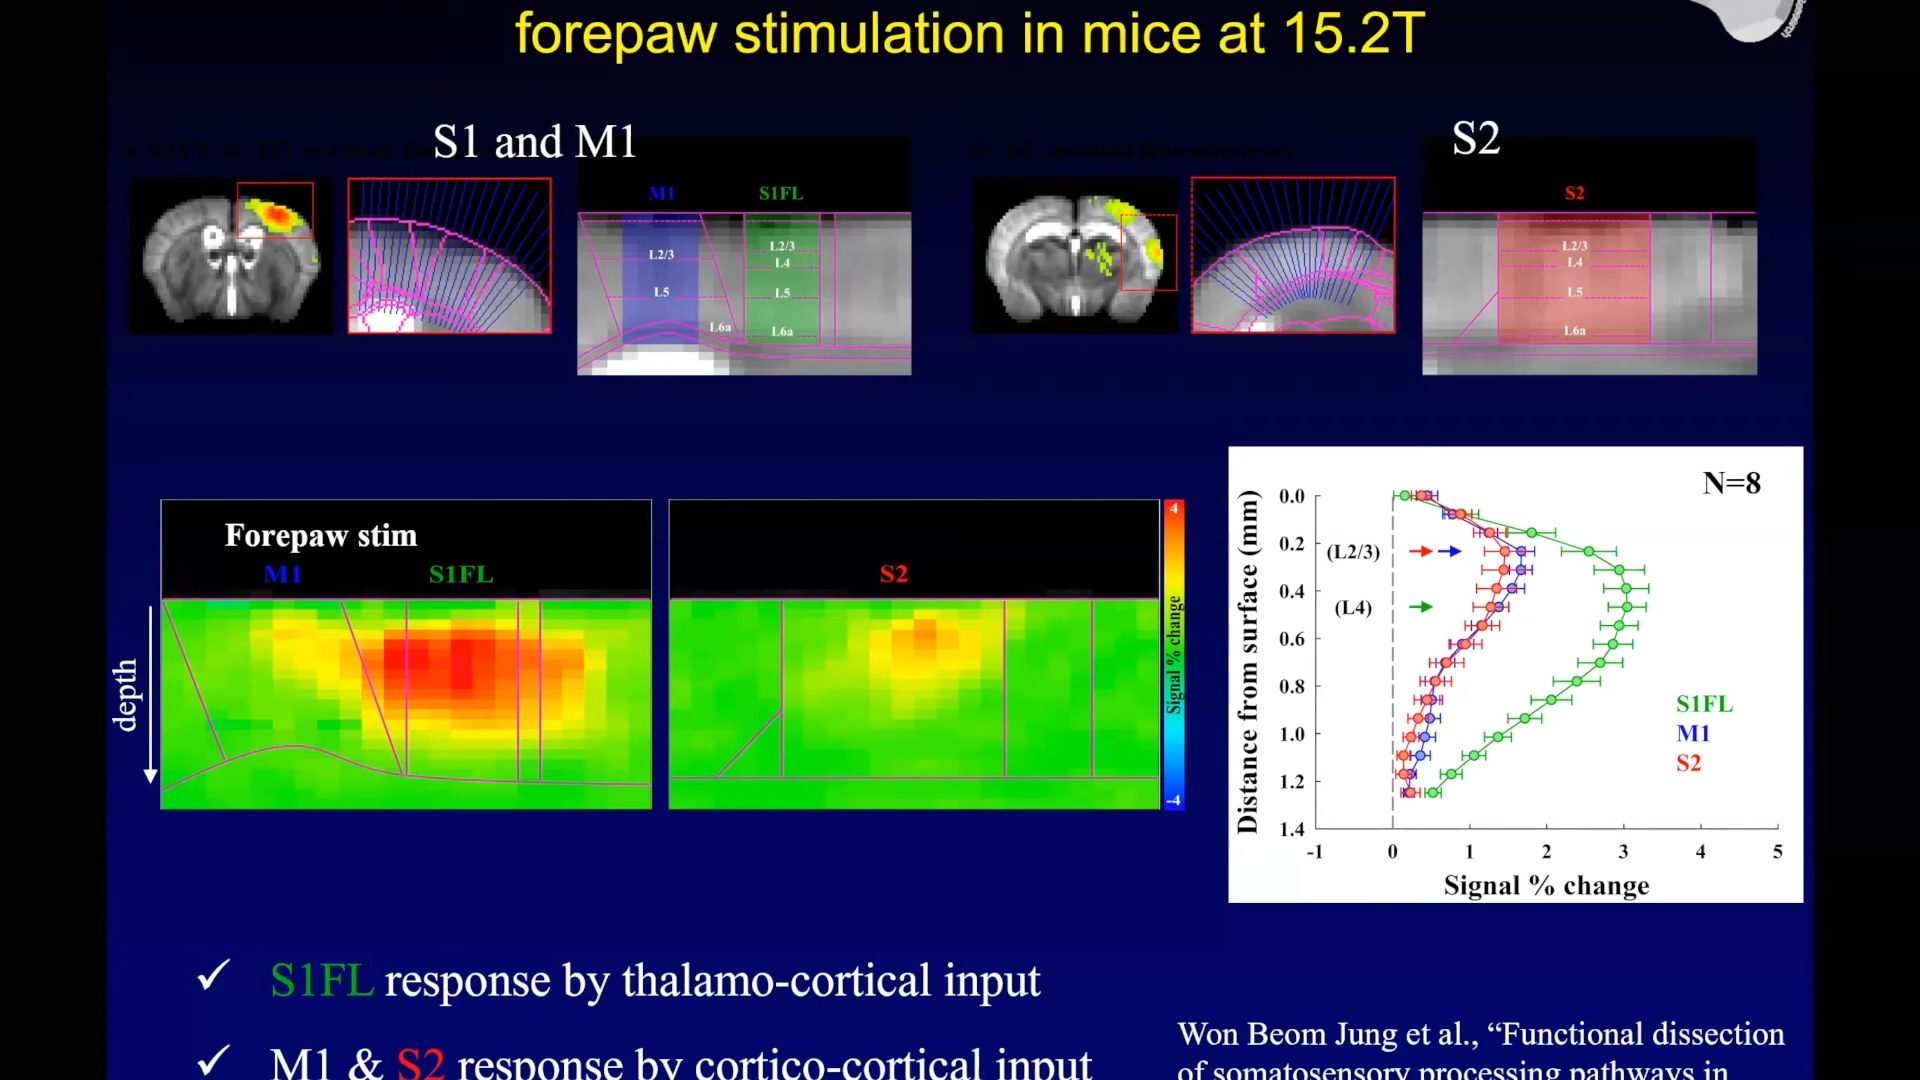 forepaw stimulation in mice at 15.2T
S1 and M1
S2
M1
S1FL
L2/3
L5
L6a
L2/3
L4
L5
L6a
S2
L2/3
L4
L5
L6a
Forepaw stim
M1
S1FL
S2
depth
4
Signal % change
-4
N=8
Distance from surface (mm)
0.0
0.2
0.4
0.6
0.8
1.0
1.2
1.4
(L2/3)
(L4)
S1FL
M1
S2
-1 0 1 2 3 4 5
Signal % change
✓ S1FL response by thalamo-cortical input
✓ M1 & S2 response by cortico-cortical input
Won Beom Jung et al., “Functional dissection
of somatosensory processing pathways in